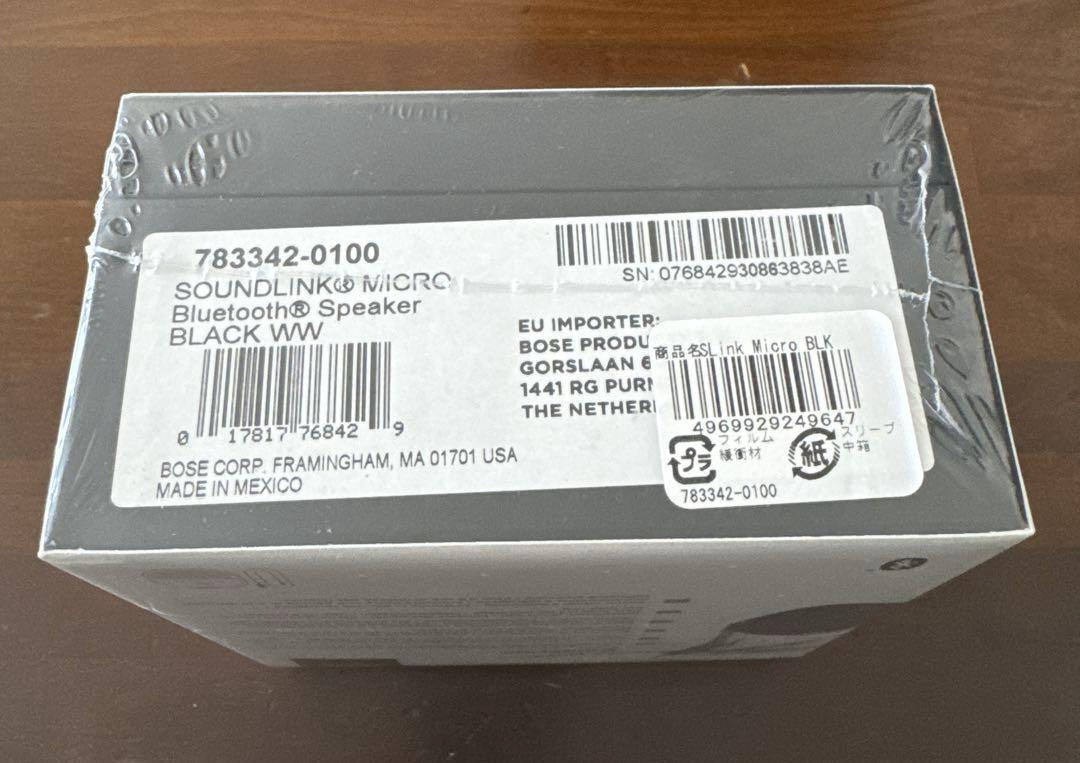 783342-0100
SOUNDLINK® MICRO
Bluetooth® Speaker
BLACK WW
0 17817 76842 9
BOSE CORP. FRAMINGHAM, MA 01701 USA
MADE IN MEXICO
SN: 076842930863838AE
EU IMPORTER:
BOSE PRODU
GORSLAAN 6
1441 RG PURM
THE NETHER
商品名SLink Micro BLK
4969929249647
プラ
フィルム
緩衝材
紙
スリーブ
中箱
783342-0100